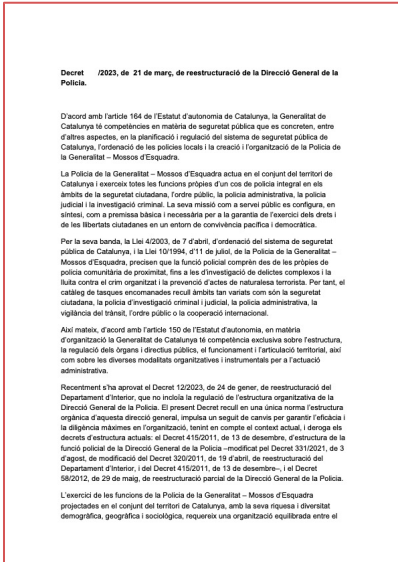 Decret /2023, de 21 de març, de reestructuració de la Direcció General de la
Policia.
D'acord amb l'article 164 de l'Estatut d'autonomia de Catalunya, la Generalitat de
Catalunya té competències en matèria de seguretat pública que es concreten, entre
d'altres aspectes, en la planificació i regulació del sistema de seguretat pública de
Catalunya, l'ordenació de les policies locals i la creació i l'organització de la Policia de
la Generalitat – Mossos d'Esquadra.
La Policia de la Generalitat – Mossos d'Esquadra actua en el conjunt del territori de
Catalunya i exerceix totes les funcions pròpies d'un cos de policia integral en els
àmbits de la seguretat ciutadana, l'ordre públic, la policia administrativa, la policia
judicial i la investigació criminal. La seva missió com a servei públic es configura, en
síntesi, com a premissa bàsica i necessària per a la garantia de l'exercici dels drets i
de les llibertats ciutadanes en un entorn de convivència pacífica i democràtica.
Per la seva banda, la Llei 4/2003, de 7 d'abril, d'ordenació del sistema de seguretat
pública de Catalunya, i la Llei 10/1994, d'11 de juliol, de la Policia de la Generalitat –
Mossos d'Esquadra, precisen que la funció policial comprèn des de les pròpies de
policia comunitària de proximitat, fins a les d'investigació de delictes complexos i la
lluita contra el crim organitzat i la prevenció d'actes de naturalesa terrorista. Per tant, el
catàleg de tasques encomanades recull àmbits tan variats com són la seguretat
ciutadana, la policia d'investigació criminal i judicial, la policia administrativa, la
vigilància del trànsit, l'ordre públic o la cooperació internacional.
Així mateix, d'acord amb l'article 150 de l'Estatut d'autonomia, en matèria
d'organització la Generalitat de Catalunya té competència exclusiva sobre l'estructura,
la regulació dels òrgans i directius públics, el funcionament i l'articulació territorial, així
com sobre les diverses modalitats organitzatives i instrumentals per a l'actuació
administrativa.
Recentment s'ha aprovat el Decret 12/2023, de 24 de gener, de reestructuració del
Departament d'Interior, que no incloïa la regulació de l'estructura organitzativa de la
Direcció General de la Policia. El present Decret recull en una única norma l'estructura
orgànica d'aquesta direcció general, impulsa un seguit de canvis per garantir l'eficàcia i
la diligència màximes en l'organització, tenint en compte el context actual, i deroga els
decrets d'estructura actuals: el Decret 415/2011, de 13 de desembre, d'estructura de la
funció policial de la Direcció General de la Policia –modificat pel Decret 331/2021, de 3
d'agost, de modificació del Decret 320/2011, de 19 d'abril, de reestructuració del
Departament d'Interior, i del Decret 415/2011, de 13 de desembre–, i el Decret
58/2012, de 29 de maig, de reestructuració parcial de la Direcció General de la Policia.
L'exercici de les funcions de la Policia de la Generalitat – Mossos d'Esquadra
projectades en el conjunt del territori de Catalunya, amb la seva riquesa i diversitat
demogràfica, geogràfica i sociològica, requereix una organització equilibrada entre el